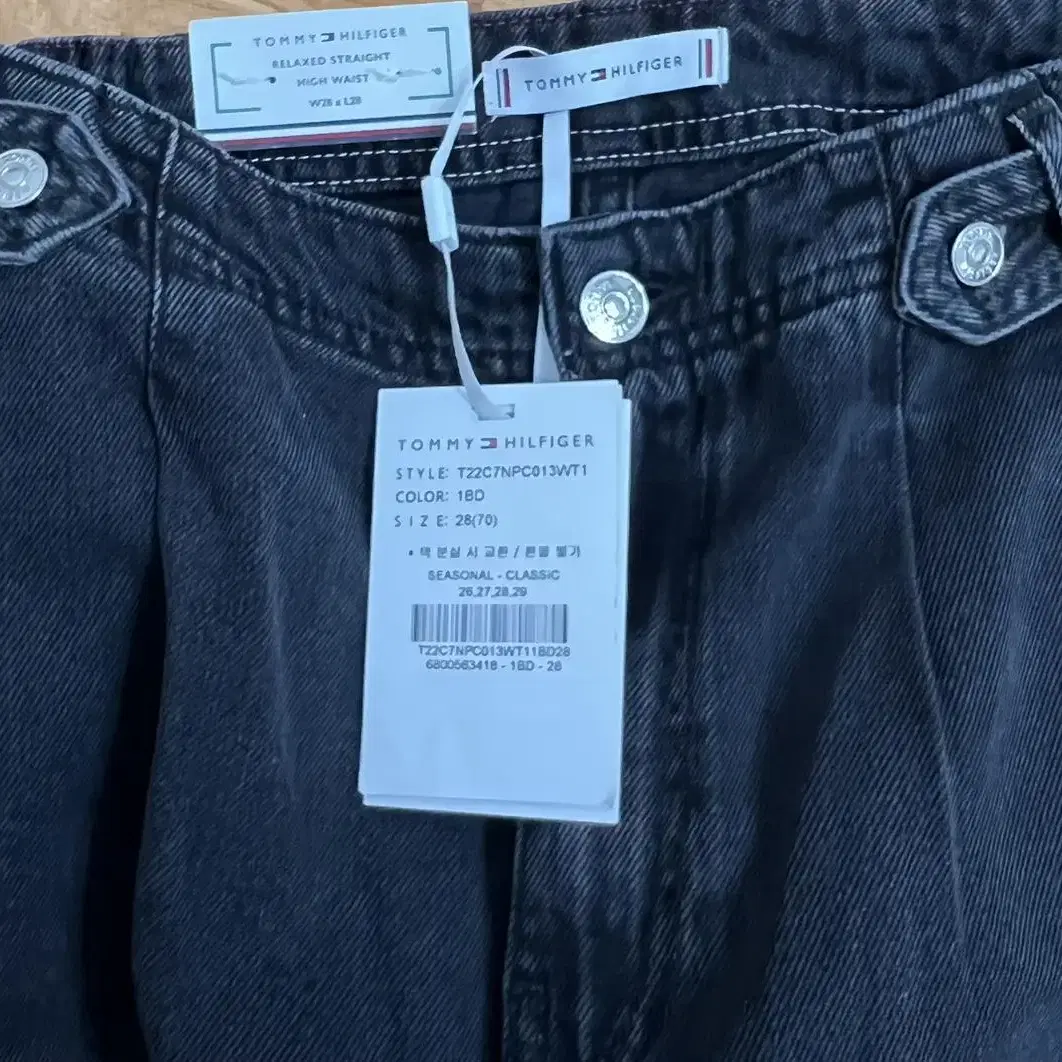 TOMMY HILFIGER
RELAXED STRAIGHT
HIGH WAIST
W28 x L28
TOMMY HILFIGER
TOMMY HILFIGER
STYLE: T22C7NPC013WT1
COLOR: 1BD
SIZE: 28(70)
• 택 분실 시 교환 / 환불 불가
SEASONAL - CLASSIC
26,27,28,29
T22C7NPC013WT11BD28
6800563418 - 1BD - 28